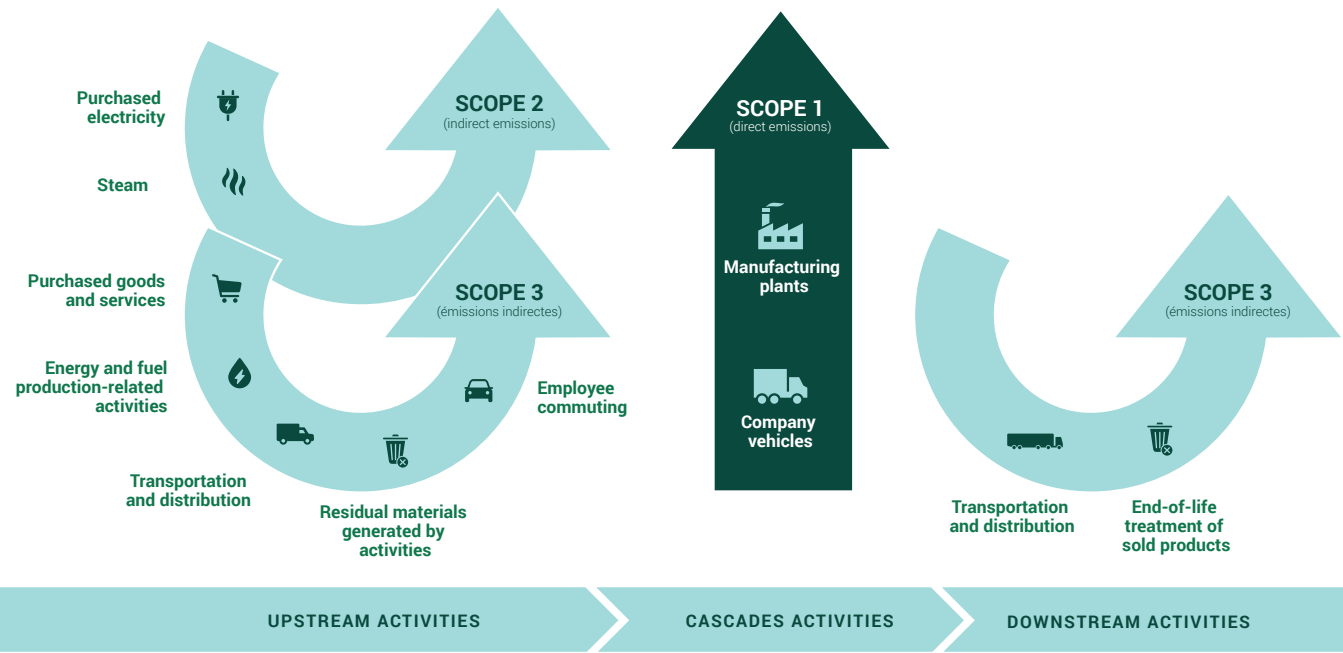 Purchased
electricity
Steam
SCOPE 2
(indirect emissions)
Purchased goods
and services
Energy and fuel
production-related
activities
Transportation
and distribution
Residual materials
generated by
activities
Employee
commuting
SCOPE 3
(émissions indirectes)
SCOPE 1
(direct emissions)
Manufacturing
plants
Company
vehicles
SCOPE 3
(émissions indirectes)
Transportation
and distribution
End-of-life
treatment of
sold products
UPSTREAM ACTIVITIES
CASCADES ACTIVITIES
DOWNSTREAM ACTIVITIES